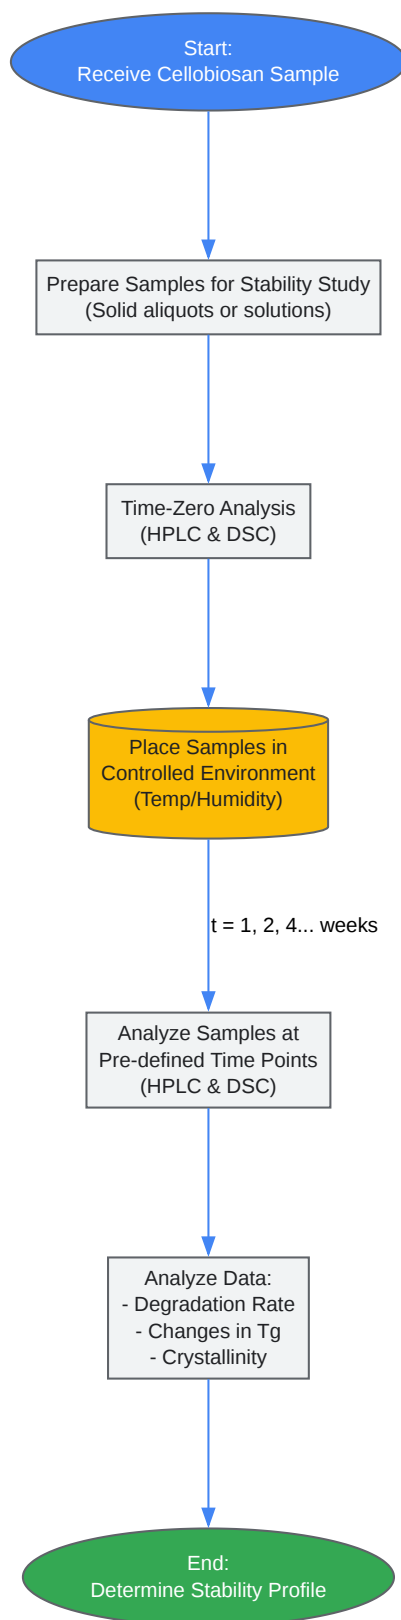 Start:
Receive Cellobiosan Sample
Prepare Samples for Stability Study
(Solid aliquots or solutions)
Time-Zero Analysis
(HPLC & DSC)
Place Samples in
Controlled Environment
(Temp/Humidity)
t = 1, 2, 4... weeks
Analyze Samples at
Pre-defined Time Points
(HPLC & DSC)
Analyze Data:
- Degradation Rate
- Changes in Tg
- Crystallinity
End:
Determine Stability Profile